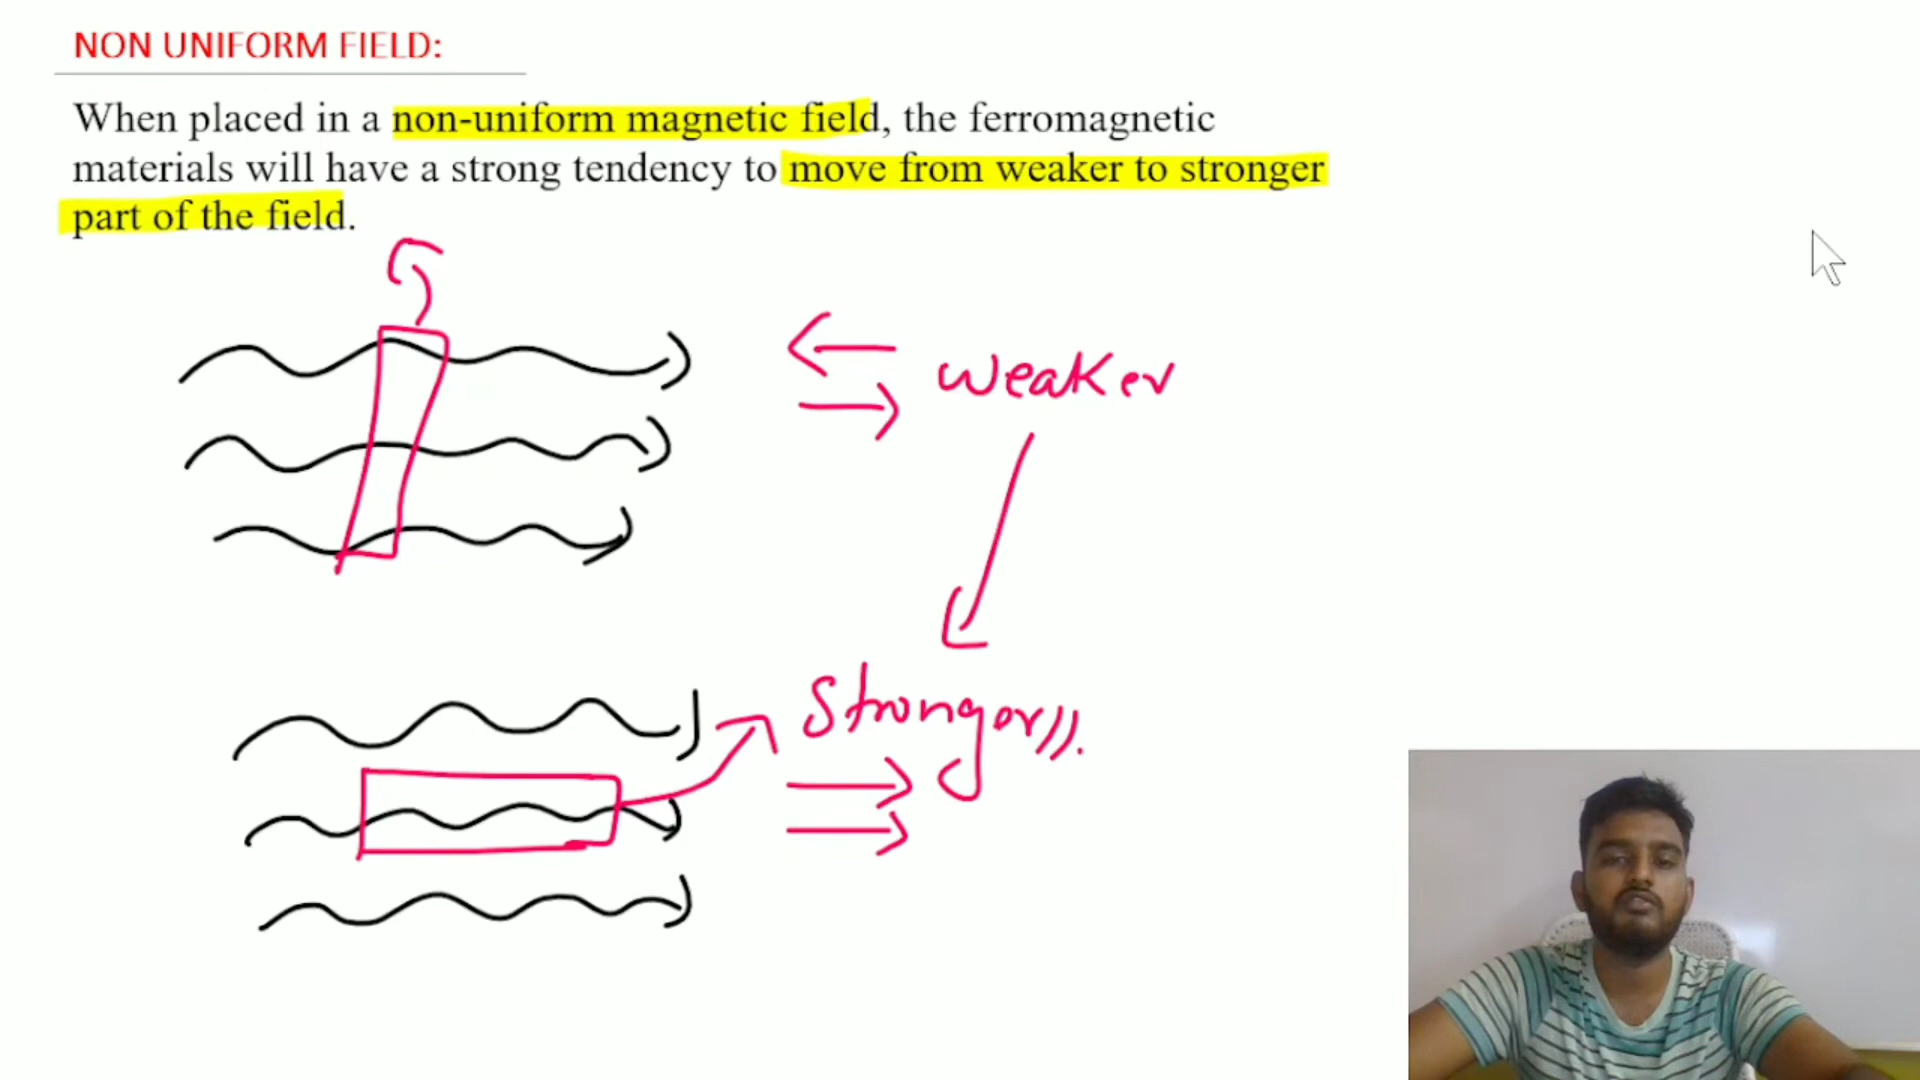 NON UNIFORM FIELD:
When placed in a non-uniform magnetic field, the ferromagnetic
materials will have a strong tendency to move from weaker to stronger
part of the field.
Weaker
Stronger